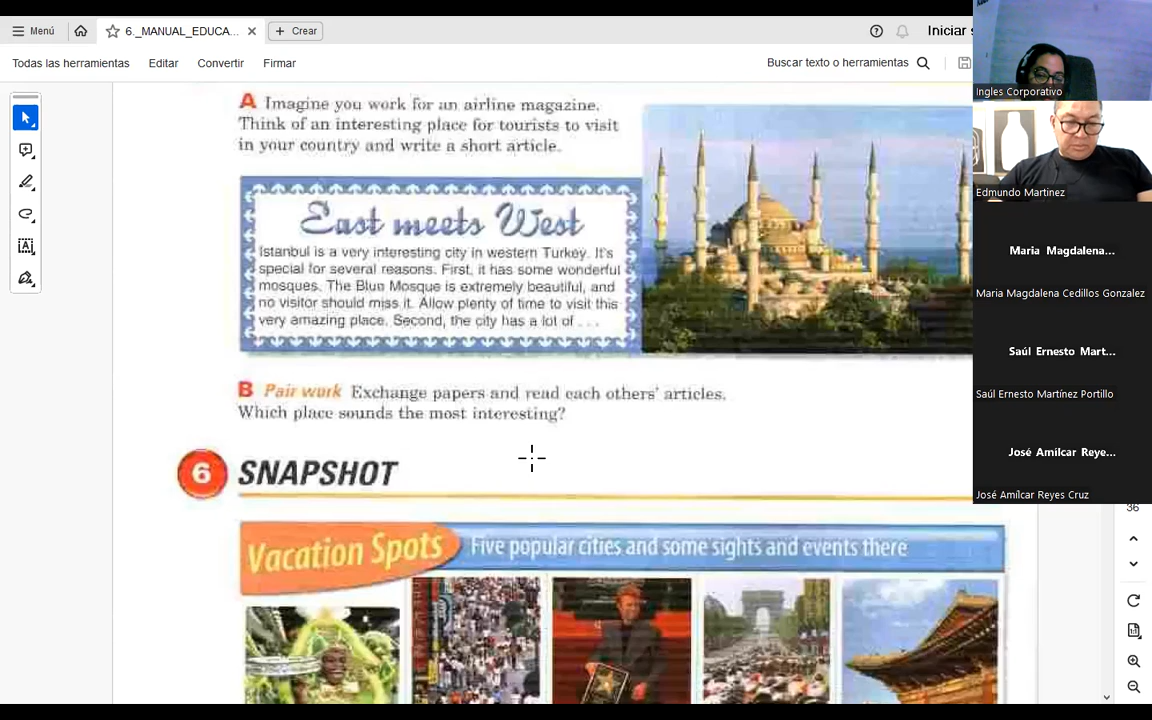 Menú
6._MANUAL_EDUCA...
Crear
Iniciar s
Todas las herramientas
Editar
Convertir
Firmar
Buscar texto o herramientas
A Imagine you work for an airline magazine.
Think of an interesting place for tourists to visit
in your country and write a short article.
East meets West
Istanbul is a very interesting city in western Turkey. It's
special for several reasons. First, it has some wonderful
mosques. The Blue Mosque is extremely beautiful, and
no visitor should miss it. Allow plenty of time to visit this
very amazing place. Second, the city has a lot of ...
B Pair work Exchange papers and read each others' articles.
Which place sounds the most interesting?
6 SNAPSHOT
Vacation Spots
Five popular cities and some sights and events there
Ingles Corporativo
Edmundo Martinez
Maria Magdalena...
Maria Magdalena Cedillos Gonzalez
Saúl Ernesto Mart...
Saúl Ernesto Martínez Portillo
José Amílcar Reye...
José Amílcar Reyes Cruz
36